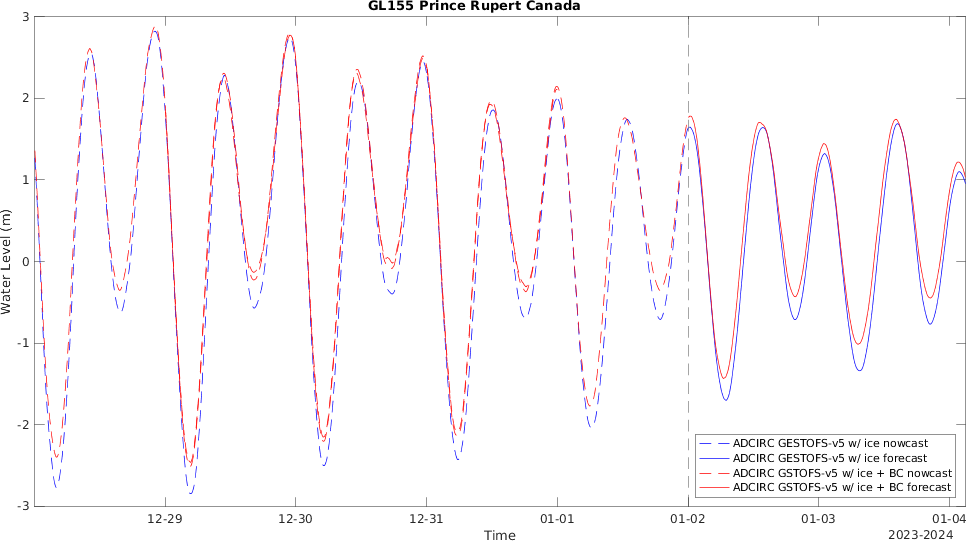 GL155 Prince Rupert Canada
3
2
1
0
-1
-2
-3
Water Level (m)
12-29
12-30
12-31
01-01
01-02
01-03
01-04
Time
2023-2024
ADCIRC GESTOFS-v5 w/ ice nowcast
ADCIRC GESTOFS-v5 w/ ice forecast
ADCIRC GSTOFS-v5 w/ ice + BC nowcast
ADCIRC GSTOFS-v5 w/ ice + BC forecast